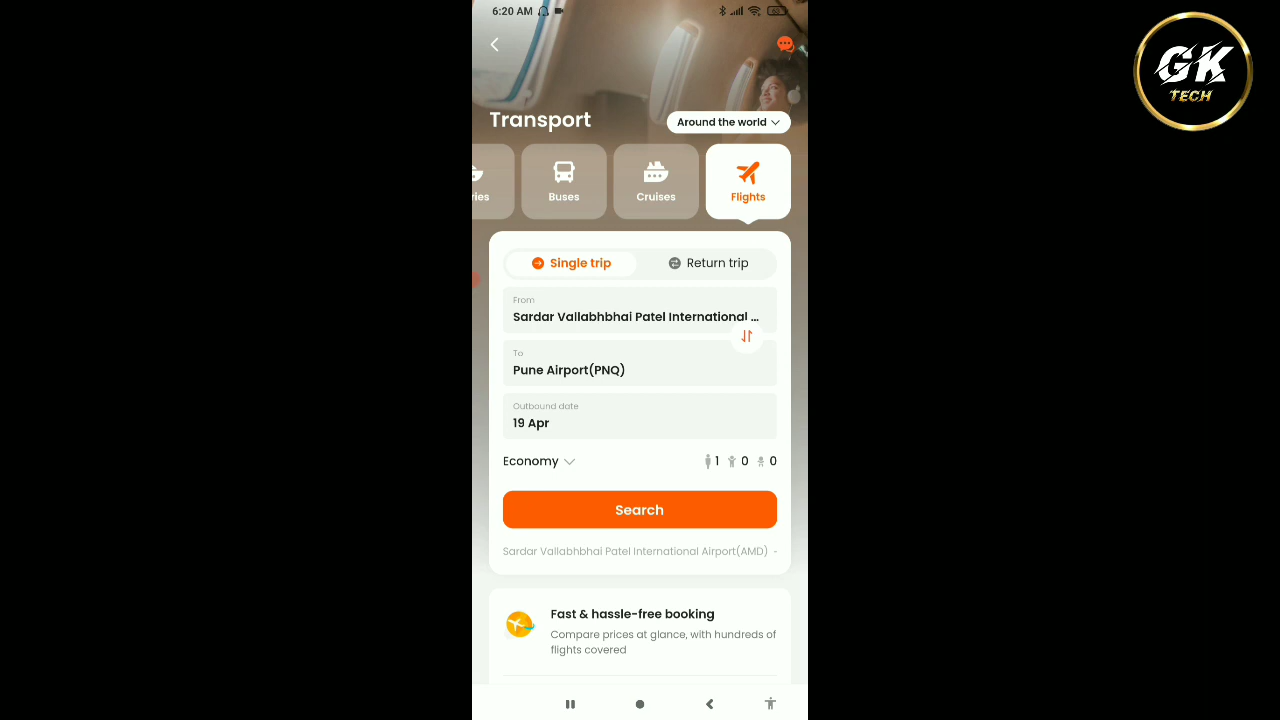 6:20 AM
60
GK
TECH
Transport
Around the world
ries
Buses
Cruises
Flights
Single trip
Return trip
From
Sardar Vallabhbhai Patel International ...
To
Pune Airport(PNQ)
Outbound date
19 Apr
Economy
1 0 0
Search
Sardar Vallabhbhai Patel International Airport(AMD) -
Fast & hassle-free booking
Compare prices at glance, with hundreds of
flights covered